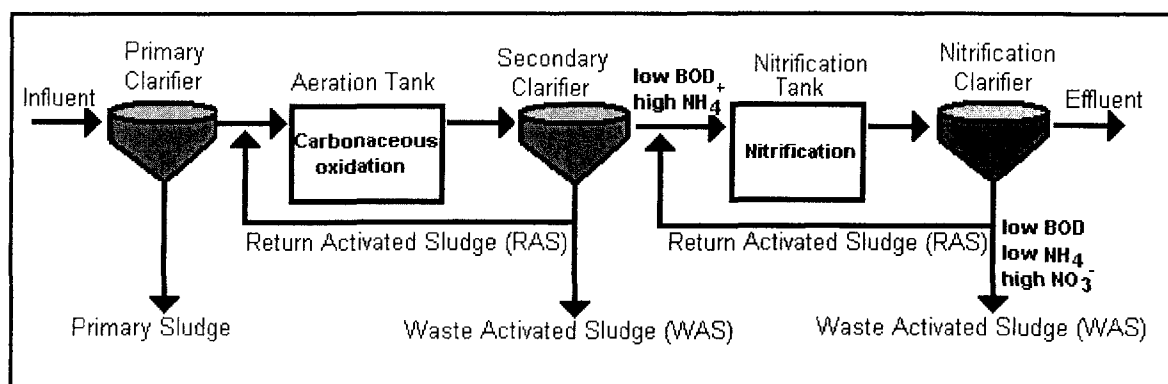 Primary
Clarifier
Influent
Aeration Tank
Carbonaceous
oxidation
Secondary
Clarifier
low BOD
high NH4+
Nitrification
Tank
Nitrification
Nitrification
Clarifier
Effluent
Return Activated Sludge (RAS)
Return Activated Sludge (RAS)
low BOD
low NH4
high NO3-
Primary Sludge
Waste Activated Sludge (WAS)
Waste Activated Sludge (WAS)